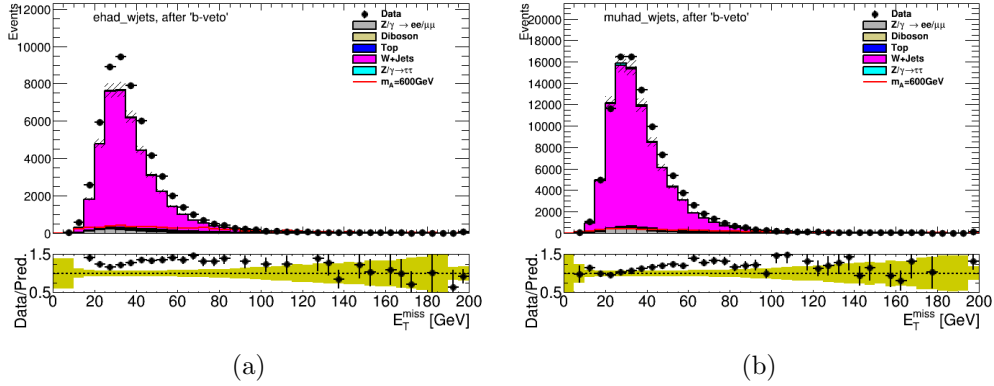 Events
ehad_wjets, after 'b-veto'
Data
Z/γ → ee/μμ
Diboson
Top
W+Jets
Z/γ→ττ
m_A=600GeV
12000
10000
8000
6000
4000
2000
0
Data/Pred.
1.5
1
0.5
0 20 40 60 80 100 120 140 160 180 200
E_T^miss [GeV]
(a)
Events
muhad_wjets, after 'b-veto'
Data
Z/γ → ee/μμ
Diboson
Top
W+Jets
Z/γ→ττ
m_A=600GeV
20000
18000
16000
14000
12000
10000
8000
6000
4000
2000
0
Data/Pred.
1.5
1
0.5
0 20 40 60 80 100 120 140 160 180 200
E_T^miss [GeV]
(b)